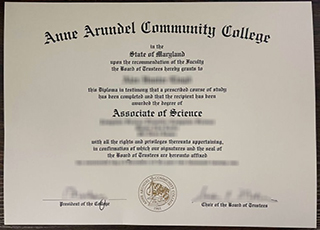 Anne Arundel Community College
in the
State of Maryland
upon the recommendation of the Faculty
the Board of Trustees hereby grants to
this Diploma in testimony that a prescribed course of study
has been completed and that the recipient has been
awarded the degree of
Associate of Science
with all the rights and privileges thereunto appertaining,
in confirmation of which our signatures and the seal of
the Board of Trustees are hereunto affixed
President of the College
Chair of the Board of Trustees